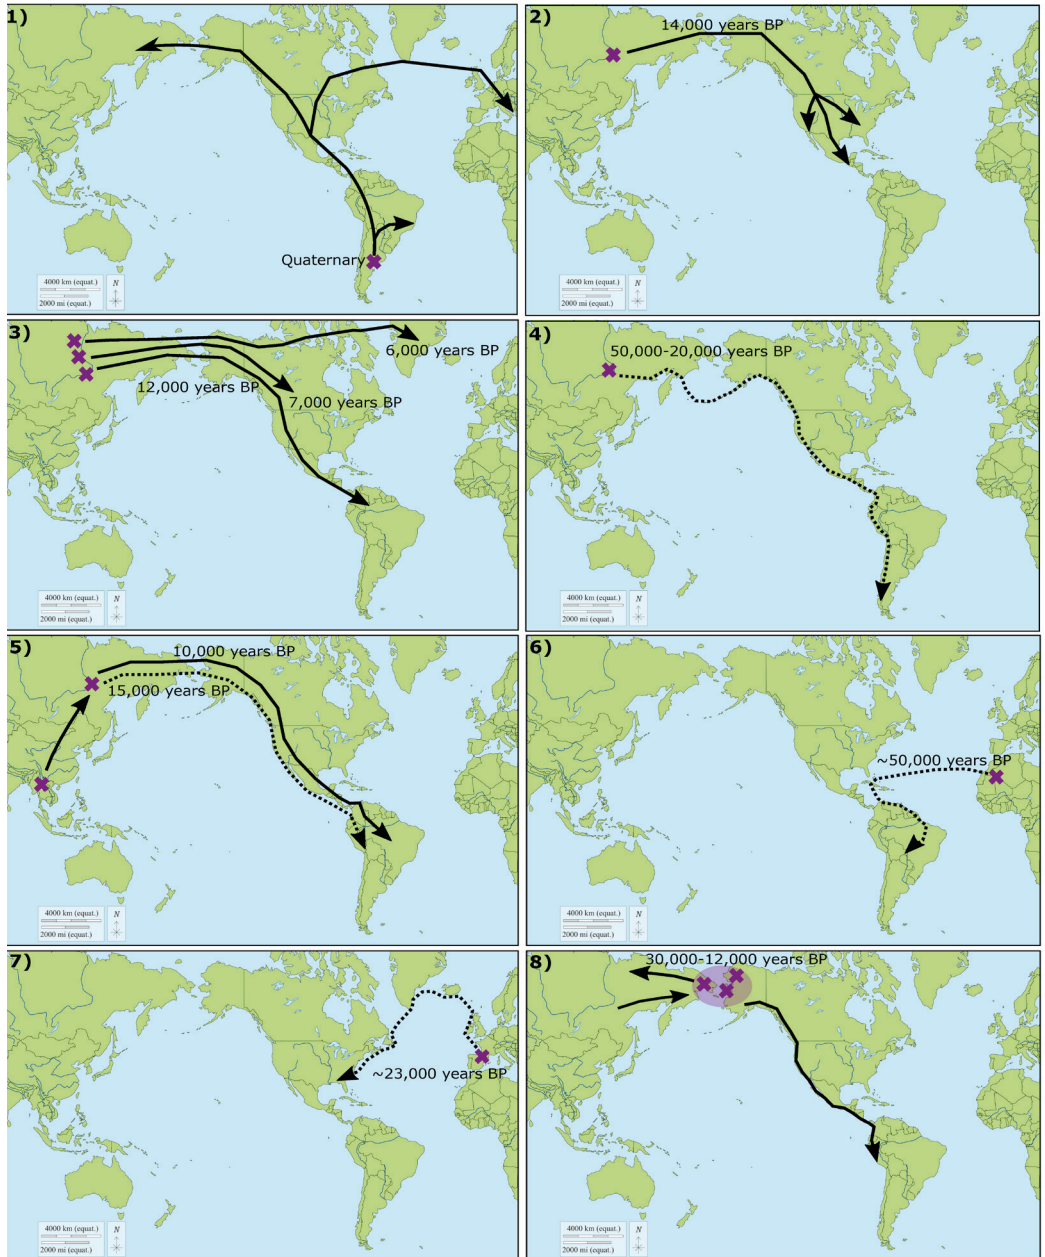 1)
Quaternary
4000 km (equat.)
2000 mi (equat.)
N
2)
14,000 years BP
4000 km (equat.)
2000 mi (equat.)
N
3)
6,000 years BP
12,000 years BP
7,000 years BP
4000 km (equat.)
2000 mi (equat.)
N
4)
50,000-20,000 years BP
4000 km (equat.)
2000 mi (equat.)
N
5)
10,000 years BP
15,000 years BP
4000 km (equat.)
2000 mi (equat.)
N
6)
~50,000 years BP
4000 km (equat.)
2000 mi (equat.)
N
7)
~23,000 years BP
4000 km (equat.)
2000 mi (equat.)
N
8)
30,000-12,000 years BP
4000 km (equat.)
2000 mi (equat.)
N